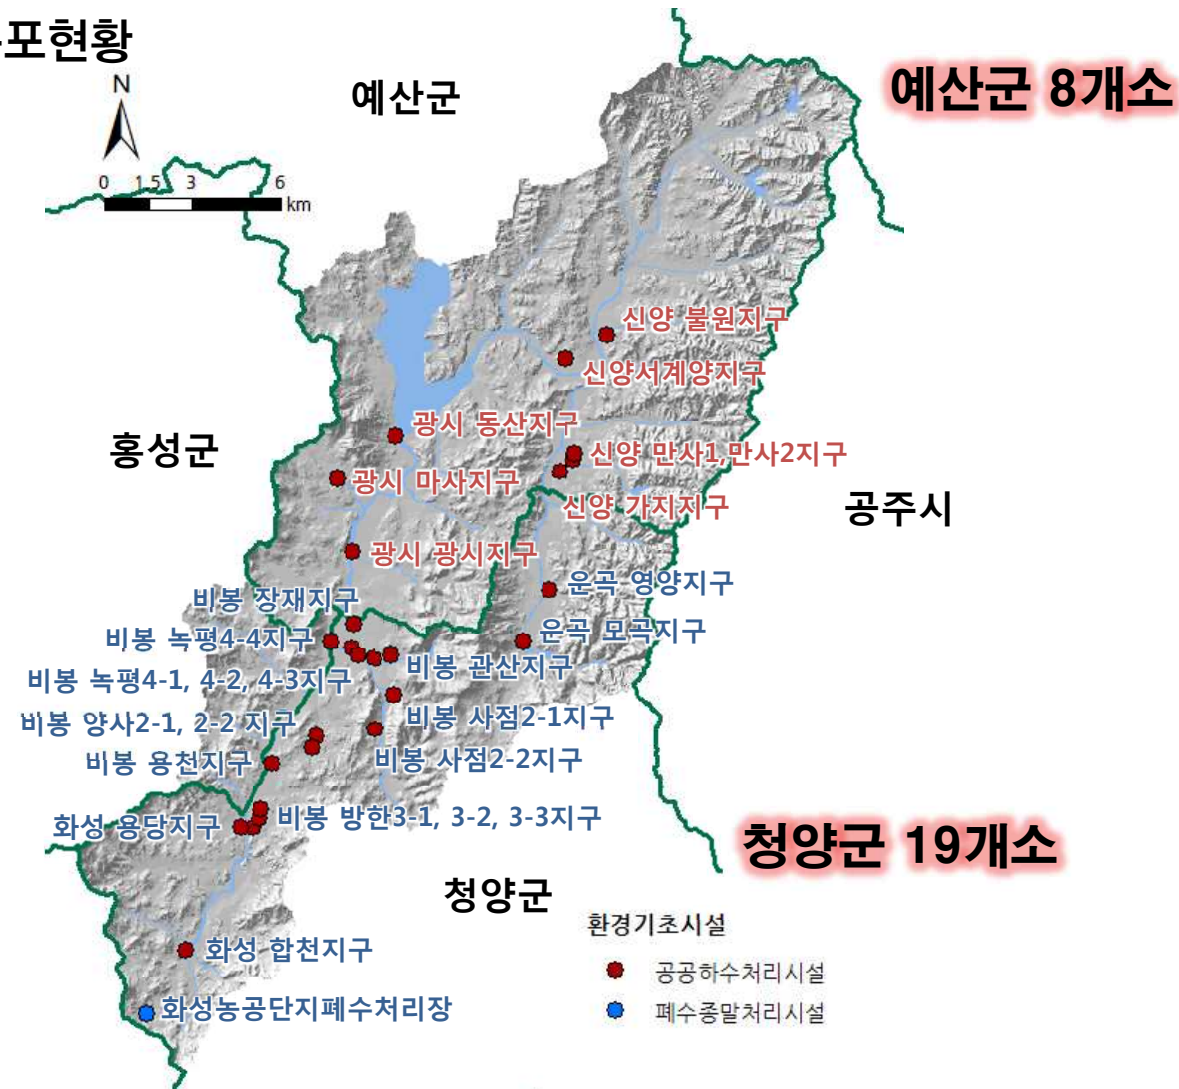 포현황
예산군
예산군 8개소
N
0 1.5 3 6
km
신양 불원지구
신양서계양지구
광시 동산지구
홍성군
신양 만사1,만사2지구
광시 마사지구
신양 가지지구
공주시
광시 광시지구
운곡 영양지구
비봉 장재지구
운곡 모곡지구
비봉 녹평4-4지구
비봉 관산지구
비봉 녹평4-1, 4-2, 4-3지구
비봉 사점2-1지구
비봉 양사2-1, 2-2 지구
비봉 사점2-2지구
비봉 용천지구
비봉 방한3-1, 3-2, 3-3지구
화성 용당지구
청양군 19개소
청양군
환경기초시설
화성 합천지구
공공하수처리시설
화성농공단지폐수처리장
폐수종말처리시설